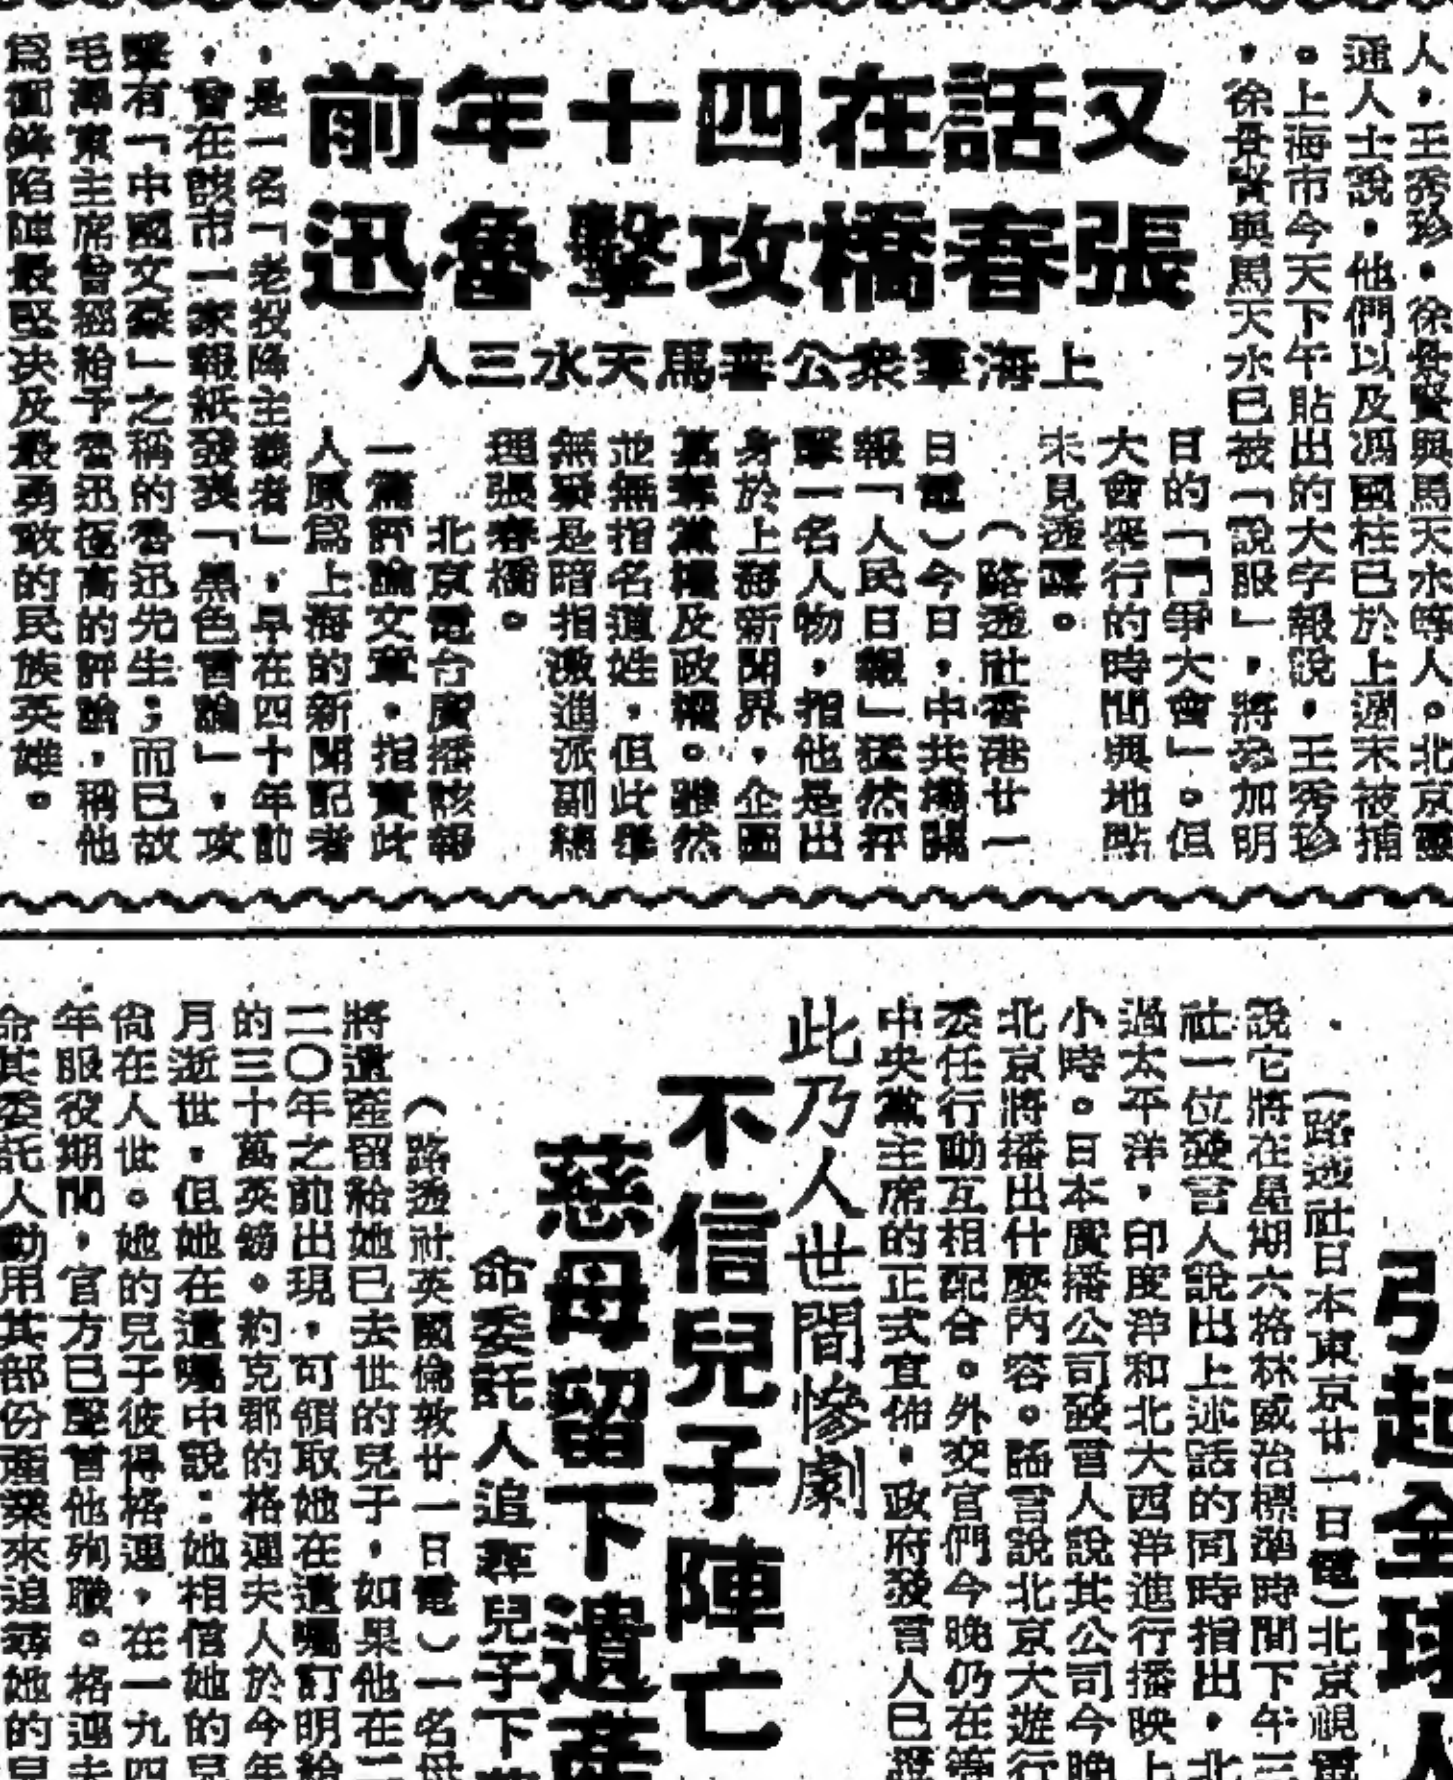 人，王秀珍，徐景賢與馬天水等人。北京
通人士說，他們以及馮國柱已於上週末被捕
。上海市今天下午貼出的大字報說，王秀珍
，徐景賢與馬天水已被「說服」，將參加明
日的「鬥爭大會」。但
大會舉行的時間與地點
未見透露。
又話在四十年前
張春橋攻擊魯迅
上海羣衆公審馬天水三人
（路透社香港廿一
日電）今日，中共機關
報「人民日報」猛然抨
擊一名人物，指他是出
身於上海新聞界，企圖
篡奪黨權及政權。雖然
並無指名道姓，但此舉
無疑是暗指激進派副總
理張春橋。
北京電台廣播該報
一篇評論文章，指責此
人原爲上海的新聞記者
，是一名「老投降主義者」，早在四十年前
，曾在該市一家報紙發表「黑色言論」，攻
擊有「中國文豪」之稱的魯迅先生；而已故
毛澤東主席曾經給予魯迅極高的評論，稱他
爲衝鋒陷陣最堅决及最勇敢的民族英雄。
引起全球人
（路透社日本東京廿一日電）北京視
說它將在星期六格林威治標準時間下午三
社一位發言人說出上述話的同時指出，北
過太平洋，印度洋和北大西洋進行播映上
小時。日本廣播公司發言人說其公司今晚
北京將播出什麼內容。謠言說北京大遊行
委任行動互相配合。外交官們今晚仍在等
中央黨主席的正式宣佈，政府發言人已
此乃人世間慘劇
不信兒子陣亡
慈母留下遺產
命委託人追尋兒子下
（路透社英國倫敦廿一日電）一名母
將遺產留給她已去世的兒子，如果他在二
二〇年之前出現，可領取她在遺囑訂明給
的三十萬英鎊。約克郡的格運夫人於今年
月逝世，但她在遺囑中說：她相信她的兒
尙在人世。她的兒子彼得格運，在一九四
年服役期間，官方已聲言他殉職。格運夫
命其委託人動用其部份產業來追尋她的兒